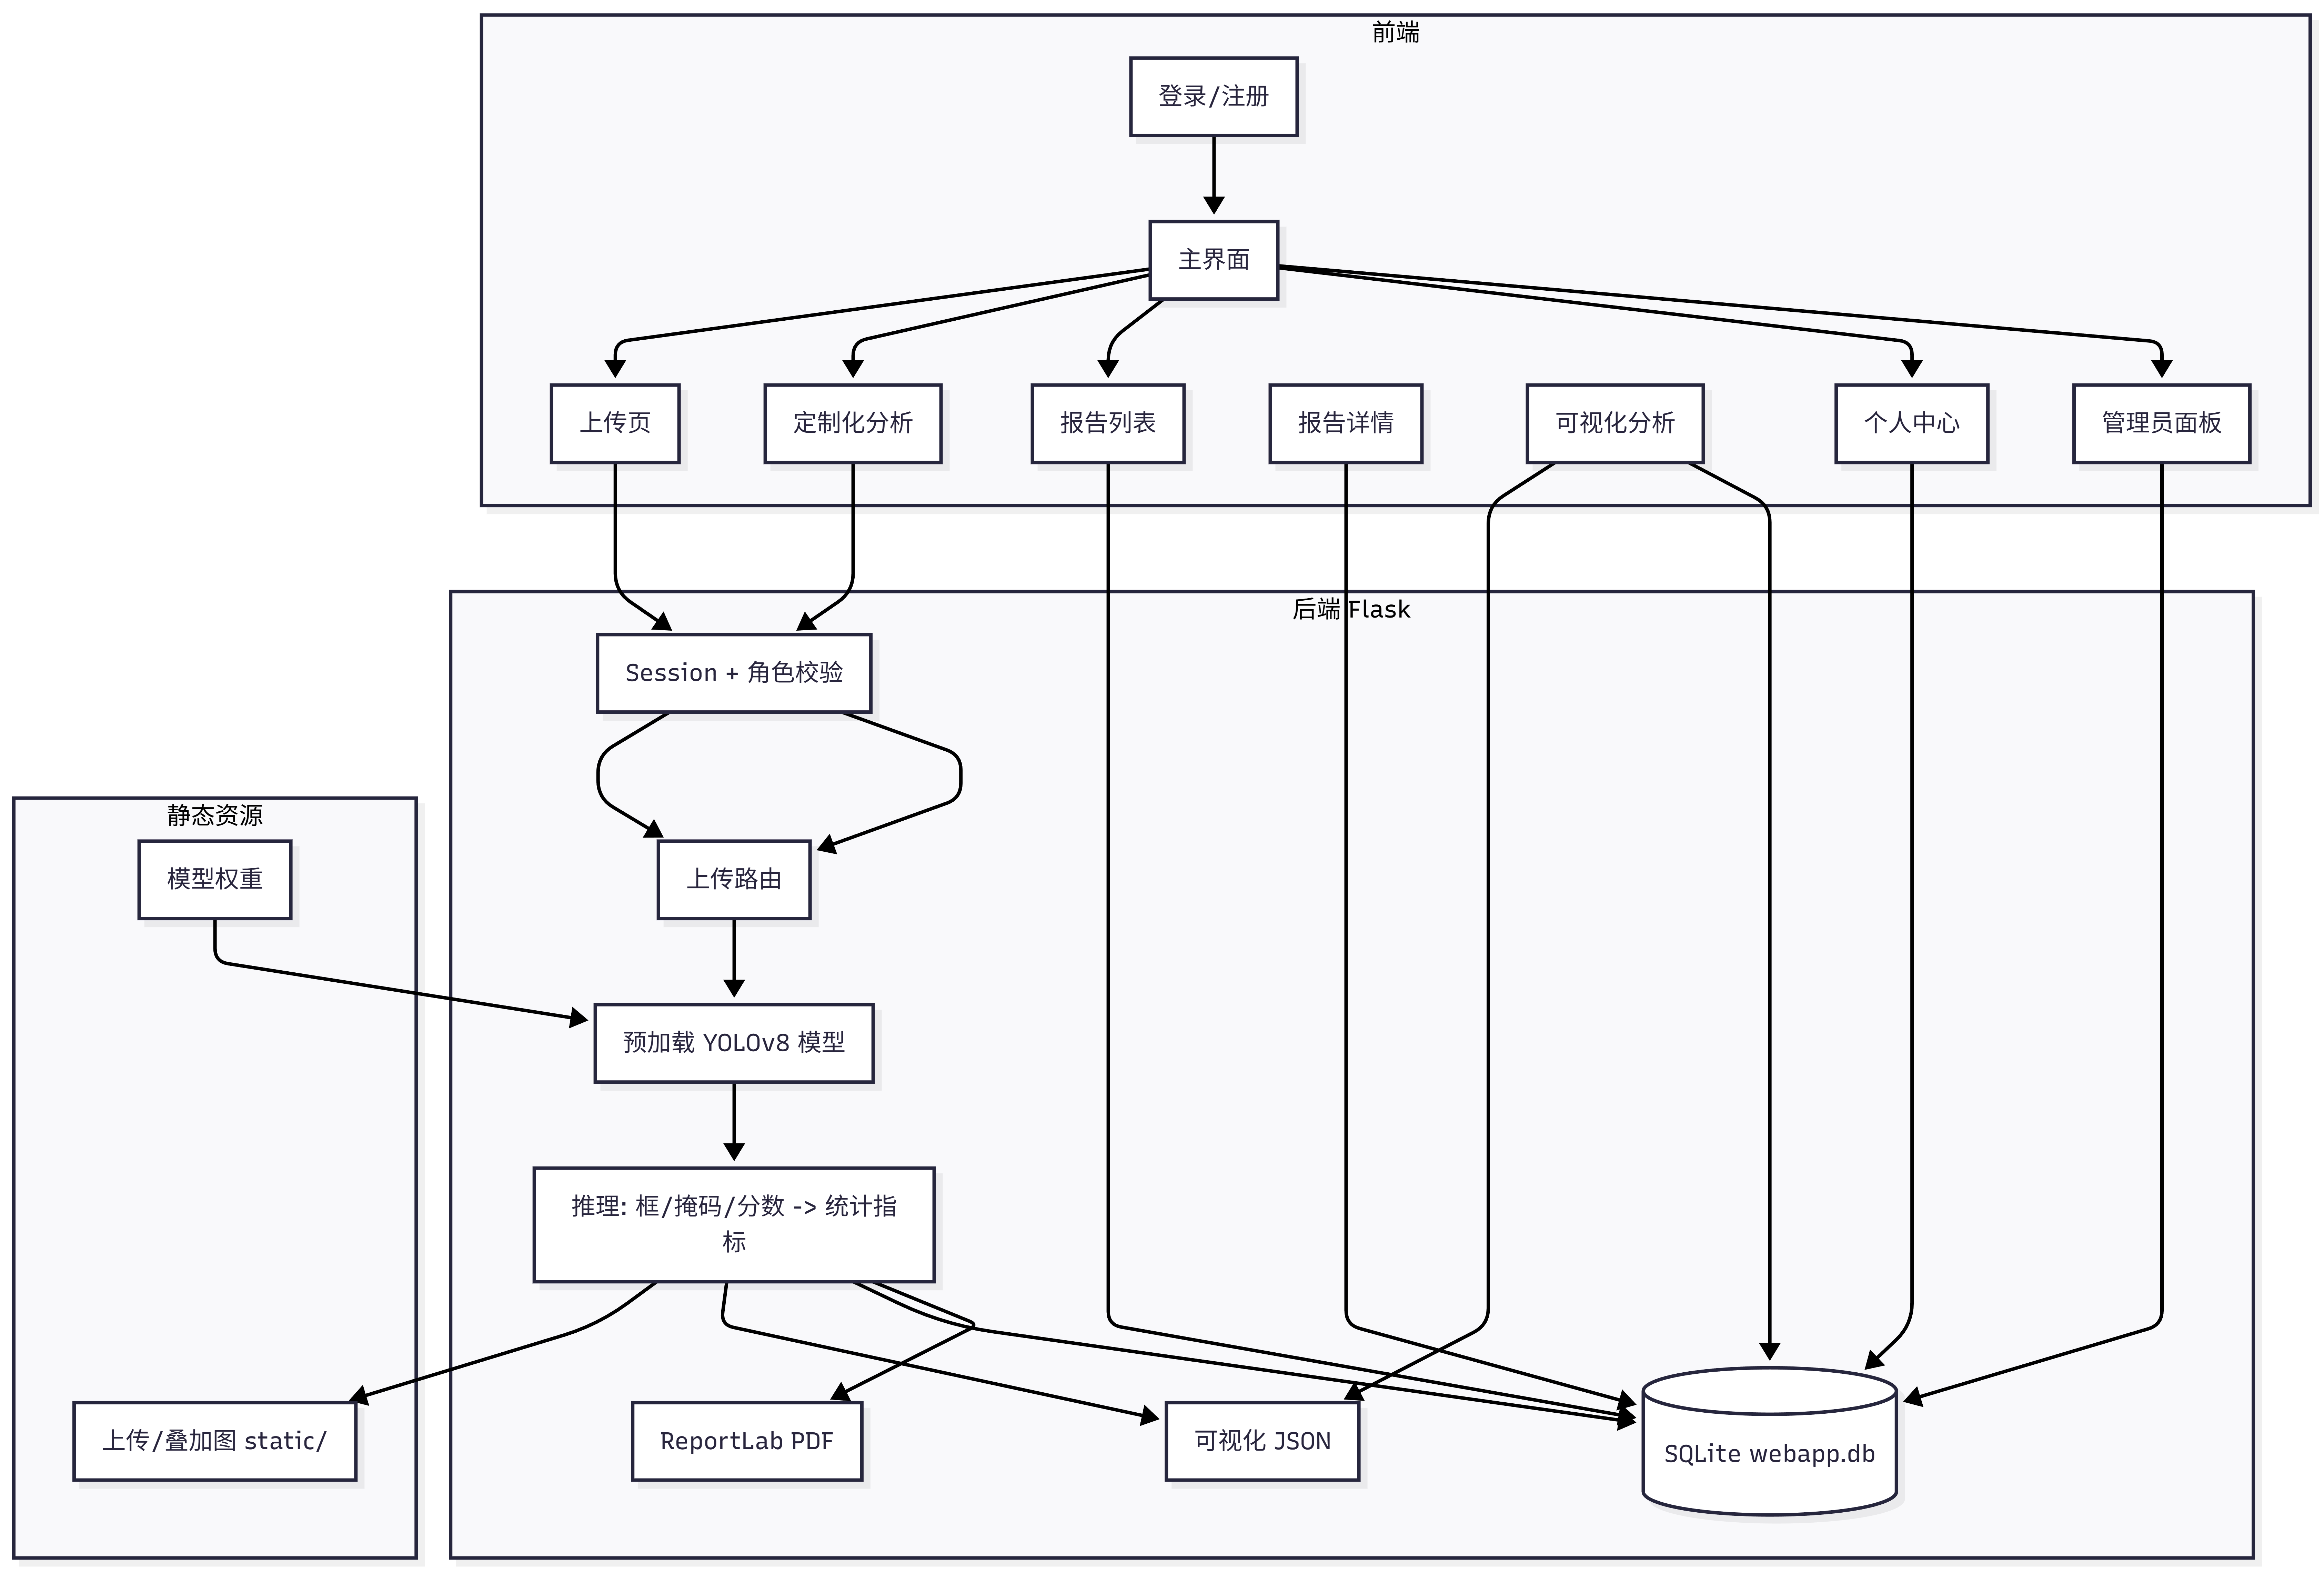 前端
登录/注册
主界面
上传页
定制化分析
报告列表
报告详情
可视化分析
个人中心
管理员面板
后端 Flask
Session + 角色校验
静态资源
模型权重
上传路由
预加载 YOLOv8 模型
推理: 框/掩码/分数 -> 统计指
标
上传/叠加图 static/
ReportLab PDF
可视化 JSON
SQLite webapp.db